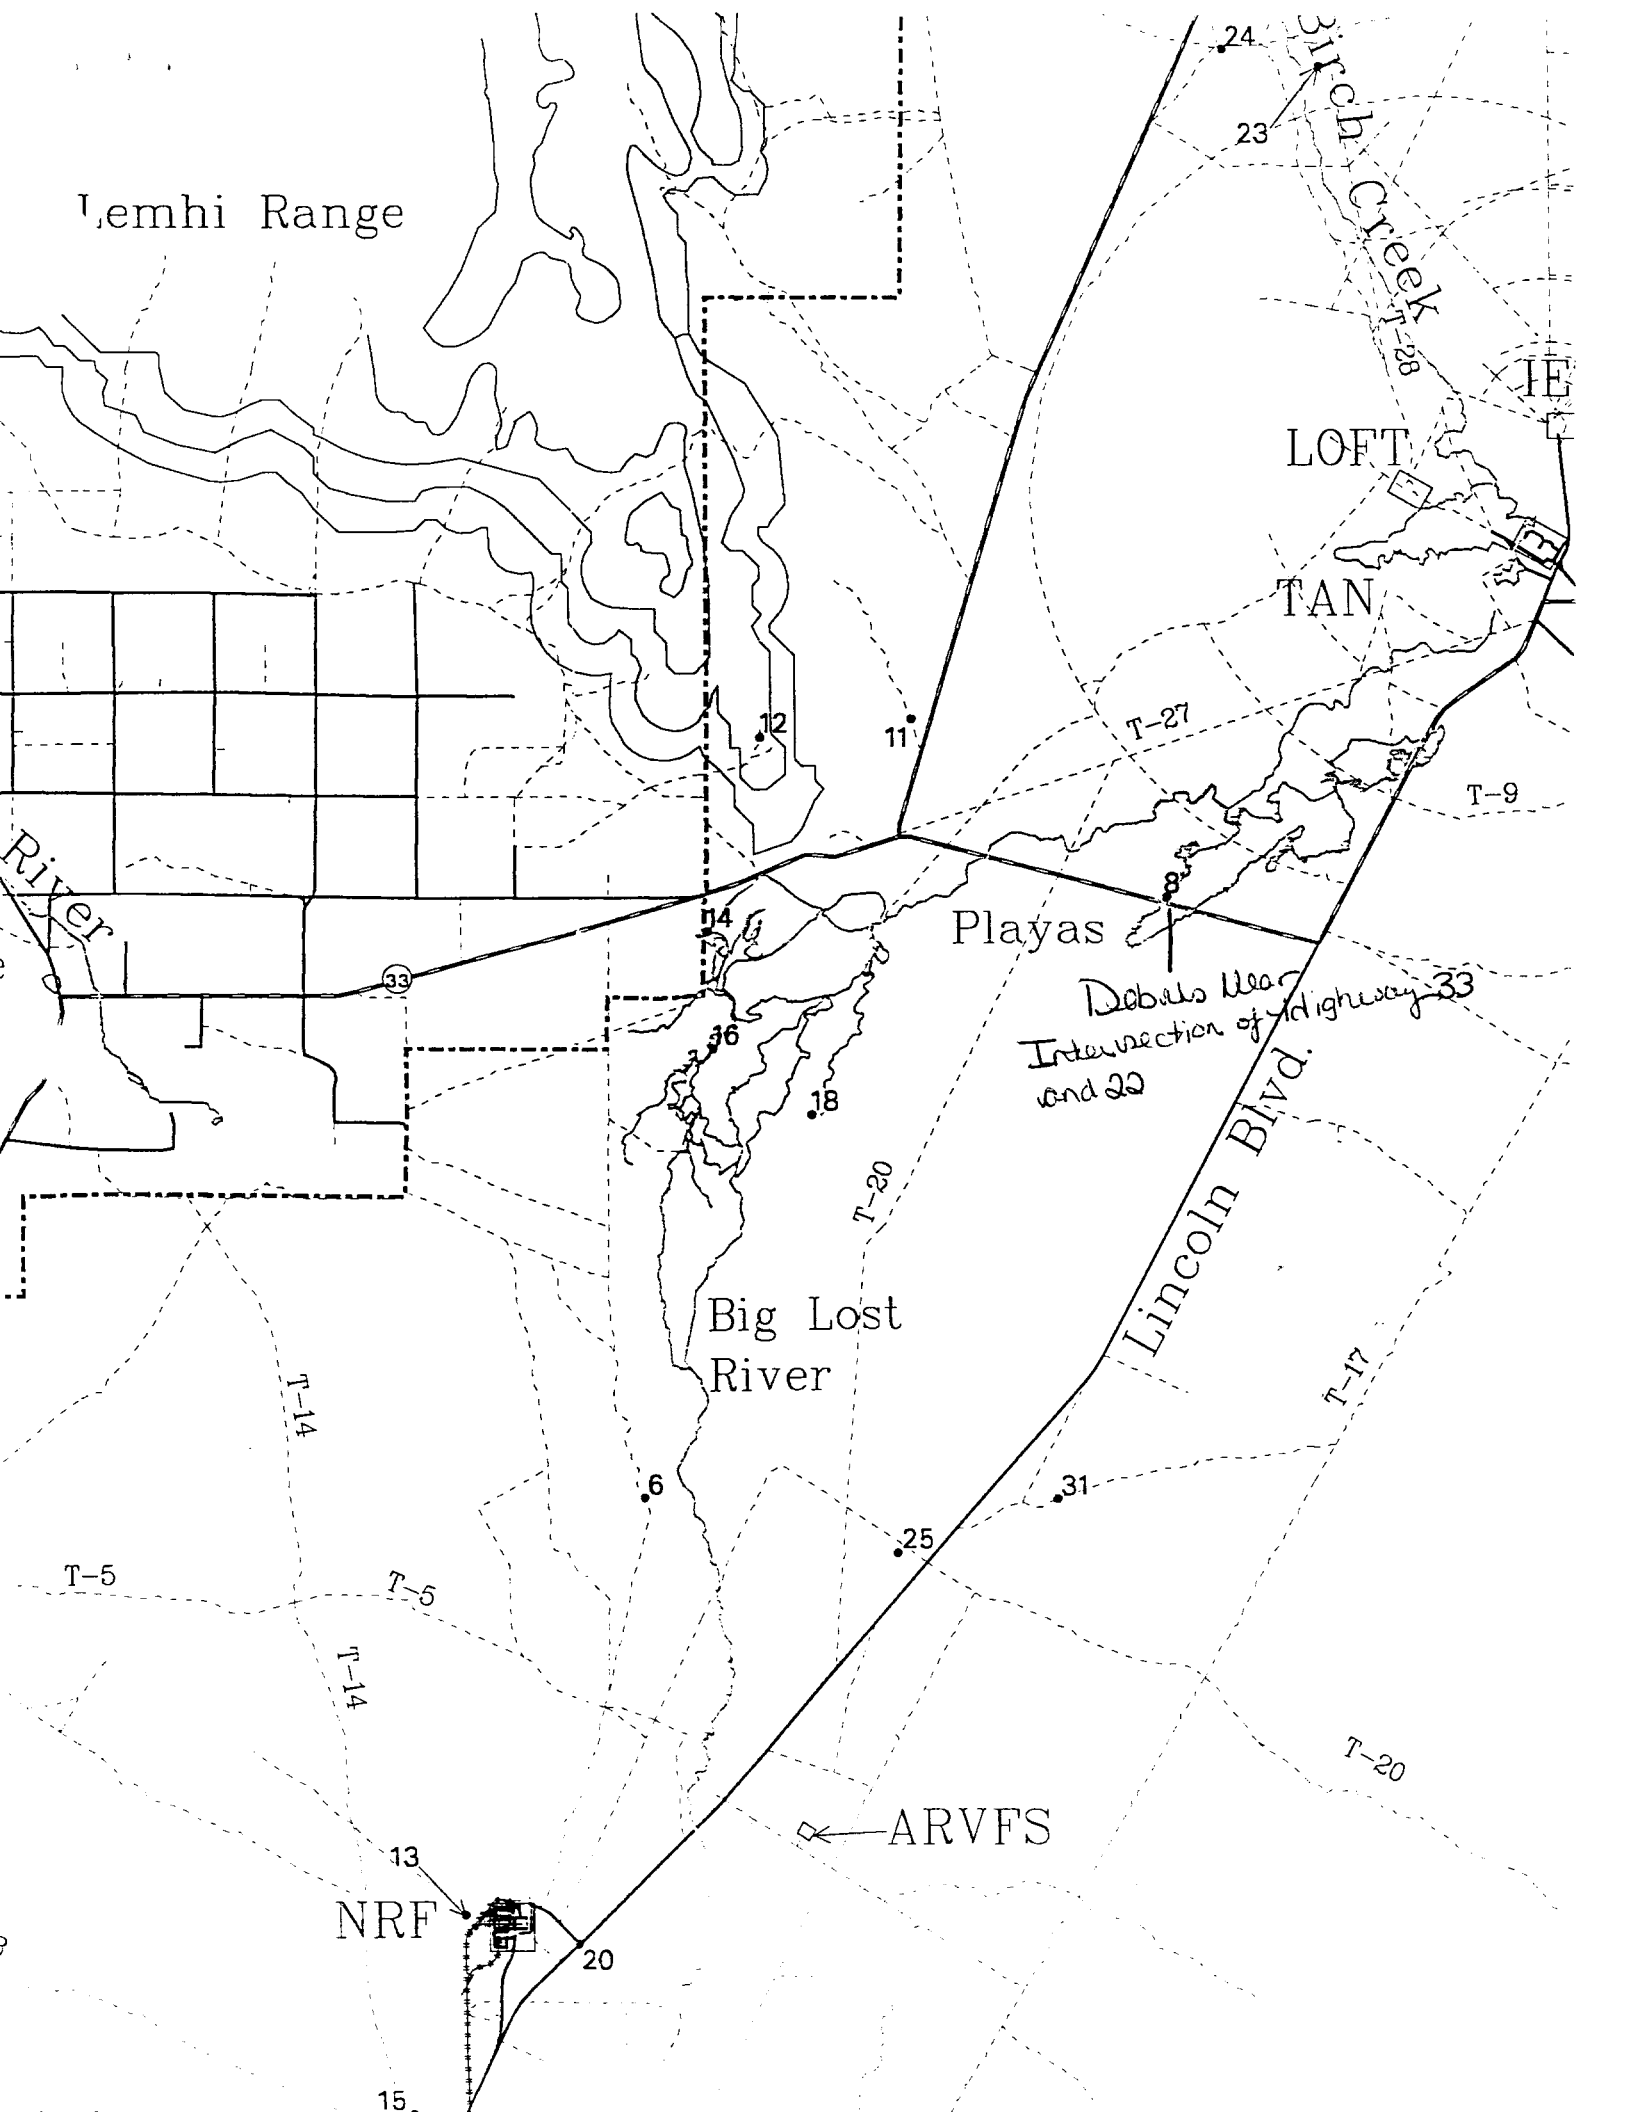 24
Birch Creek
23
Lemhi Range
T-28
IE
LOFT
TAN
12
11
T-27
T-9
River
8
14
Playas
33
Debris Near
Intersection of Highway 33
and 22
16
18
Lincoln Blvd.
T-20
Big Lost
River
T-14
T-17
6
31
25
T-5
T-5
T-14
T-20
ARVFS
13
NRF
20
15